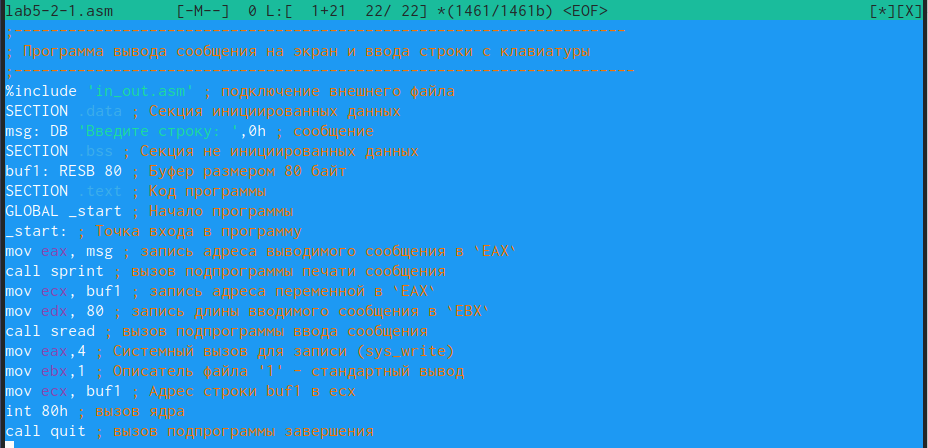 lab5-2-1.asm [-M--] 0 L:[ 1+21 22/ 22] *(1461/1461b) <EOF> [*][X]
;--------------------------------------------------------------------
; Программа вывода сообщения на экран и ввода строки с клавиатуры
;---------------------------------------------------------------------
%include 'in_out.asm' ; подключение внешнего файла
SECTION .data ; Секция инициированных данных
msg: DB 'Введите строку: ',0h ; сообщение
SECTION .bss ; Секция не инициированных данных
buf1: RESB 80 ; Буфер размером 80 байт
SECTION .text ; Код программы
GLOBAL _start ; Начало программы
_start: ; Точка входа в программу
mov eax, msg ; запись адреса выводимого сообщения в `EAX`
call sprint ; вызов подпрограммы печати сообщения
mov ecx, buf1 ; запись адреса переменной в `EAX`
mov edx, 80 ; запись длины вводимого сообщения в `EBX`
call sread ; вызов подпрограммы ввода сообщения
mov eax,4 ; Системный вызов для записи (sys_write)
mov ebx,1 ; Описатель файла '1' - стандартный вывод
mov ecx, buf1 ; Адрес строки buf1 в ecx
int 80h ; вызов ядра
call quit ; вызов подпрограммы завершения